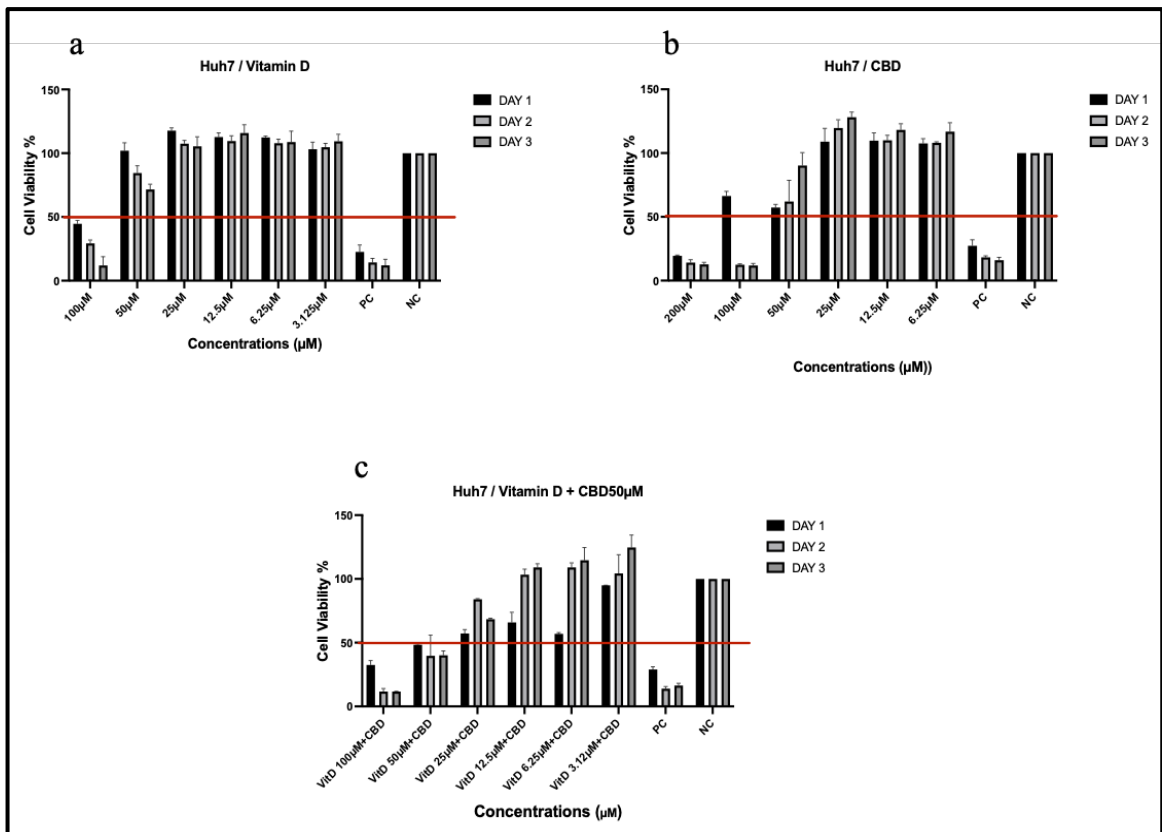 a
Huh7 / Vitamin D
Cell Viability %
150
100
50
0
100μM
50μM
25μM
12.5μM
6.25μM
3.125μM
PC
NC
Concentrations (μM)
DAY 1
DAY 2
DAY 3
b
Huh7 / CBD
Cell Viability %
150
100
50
0
200μM
100μM
50μM
25μM
12.5μM
6.25μM
PC
NC
Concentrations (μM))
DAY 1
DAY 2
DAY 3
c
Huh7 / Vitamin D + CBD50μM
Cell Viability %
150
100
50
0
VitD 100μM+CBD
VitD 50μM+CBD
VitD 25μM+CBD
VitD 12.5μM+CBD
VitD 6.25μM+CBD
VitD 3.12μM+CBD
PC
NC
Concentrations (μM)
DAY 1
DAY 2
DAY 3